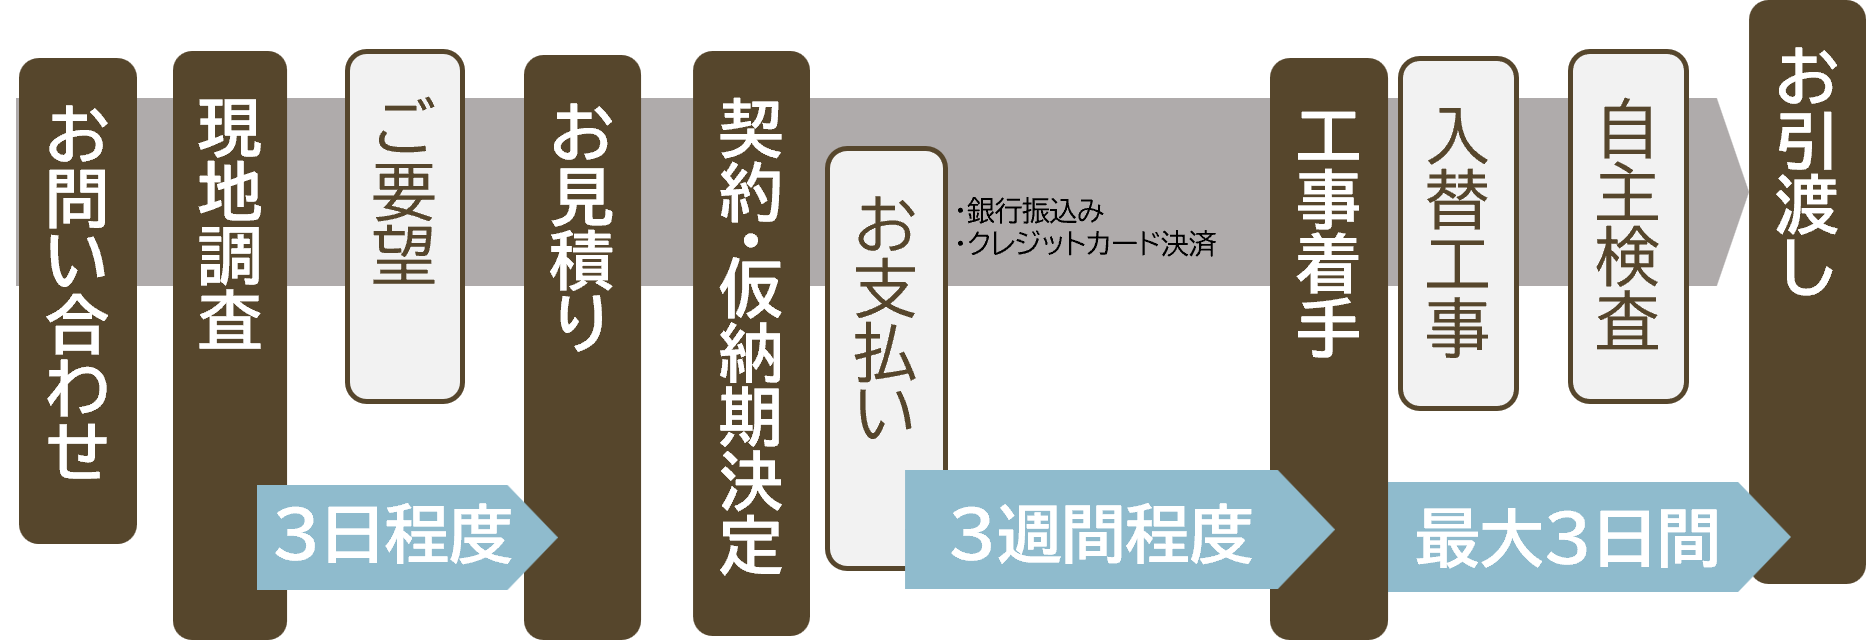 お問い合わせ
現地調査
ご要望
お見積り
契約・仮納期決定
お支払い
・銀行振込み
・クレジットカード決済
工事着手
入替工事
自主検査
お引渡し
3日程度
3週間程度
最大3日間